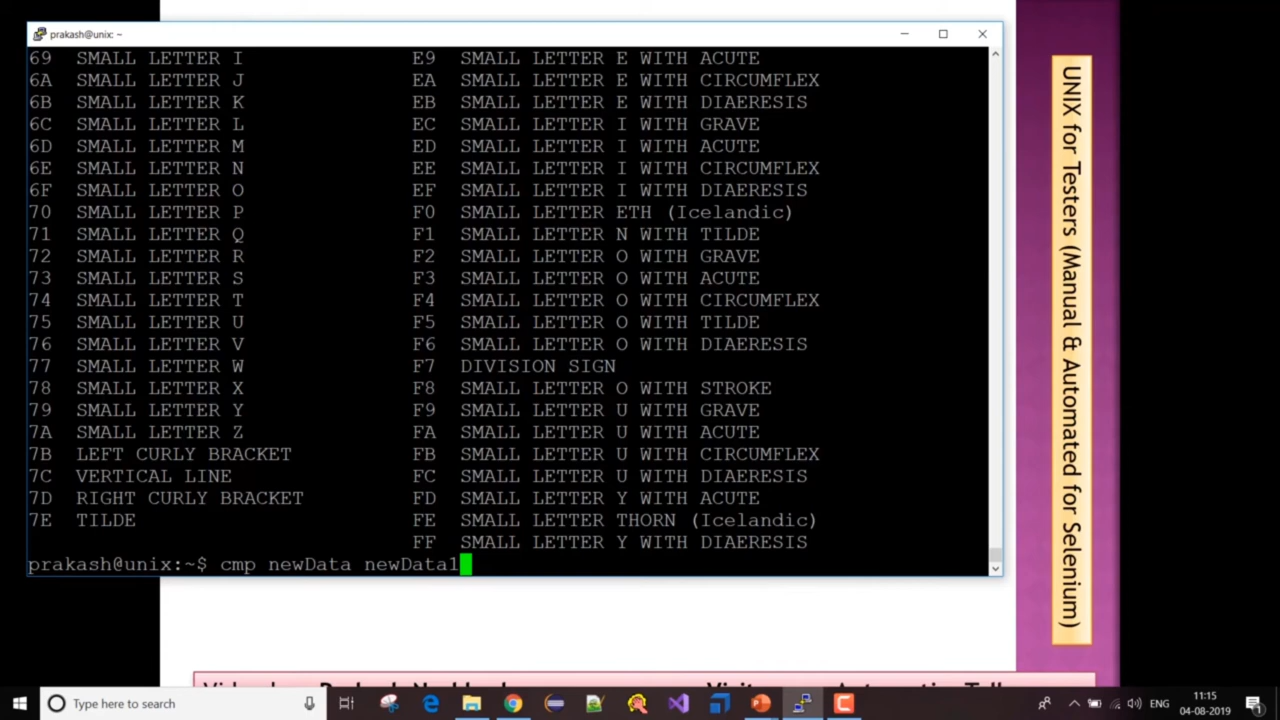 prakash@unix: ~
69 SMALL LETTER I E9 SMALL LETTER E WITH ACUTE
6A SMALL LETTER J EA SMALL LETTER E WITH CIRCUMFLEX
6B SMALL LETTER K EB SMALL LETTER E WITH DIAERESIS
6C SMALL LETTER L EC SMALL LETTER I WITH GRAVE
6D SMALL LETTER M ED SMALL LETTER I WITH ACUTE
6E SMALL LETTER N EE SMALL LETTER I WITH CIRCUMFLEX
6F SMALL LETTER O EF SMALL LETTER I WITH DIAERESIS
70 SMALL LETTER P F0 SMALL LETTER ETH (Icelandic)
71 SMALL LETTER Q F1 SMALL LETTER N WITH TILDE
72 SMALL LETTER R F2 SMALL LETTER O WITH GRAVE
73 SMALL LETTER S F3 SMALL LETTER O WITH ACUTE
74 SMALL LETTER T F4 SMALL LETTER O WITH CIRCUMFLEX
75 SMALL LETTER U F5 SMALL LETTER O WITH TILDE
76 SMALL LETTER V F6 SMALL LETTER O WITH DIAERESIS
77 SMALL LETTER W F7 DIVISION SIGN
78 SMALL LETTER X F8 SMALL LETTER O WITH STROKE
79 SMALL LETTER Y F9 SMALL LETTER U WITH GRAVE
7A SMALL LETTER Z FA SMALL LETTER U WITH ACUTE
7B LEFT CURLY BRACKET FB SMALL LETTER U WITH CIRCUMFLEX
7C VERTICAL LINE FC SMALL LETTER U WITH DIAERESIS
7D RIGHT CURLY BRACKET FD SMALL LETTER Y WITH ACUTE
7E TILDE FE SMALL LETTER THORN (Icelandic)
FF SMALL LETTER Y WITH DIAERESIS
prakash@unix:~$ cmp newData newData1
UNIX for Testers (Manual & Automated for Selenium)
Type here to search
ENG
11:15
04-08-2019
1